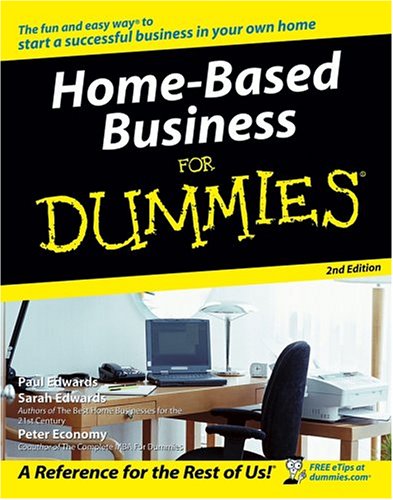 The fun and easy way® to
start a successful business in your own home
Home-Based
Business
FOR
DUMMIES®
2nd Edition
Paul Edwards
Sarah Edwards
Authors of The Best Home Businesses for the
21st Century
Peter Economy
Coauthor of The Complete MBA For Dummies
A Reference for the Rest of Us!®
FREE eTips at
dummies.com®